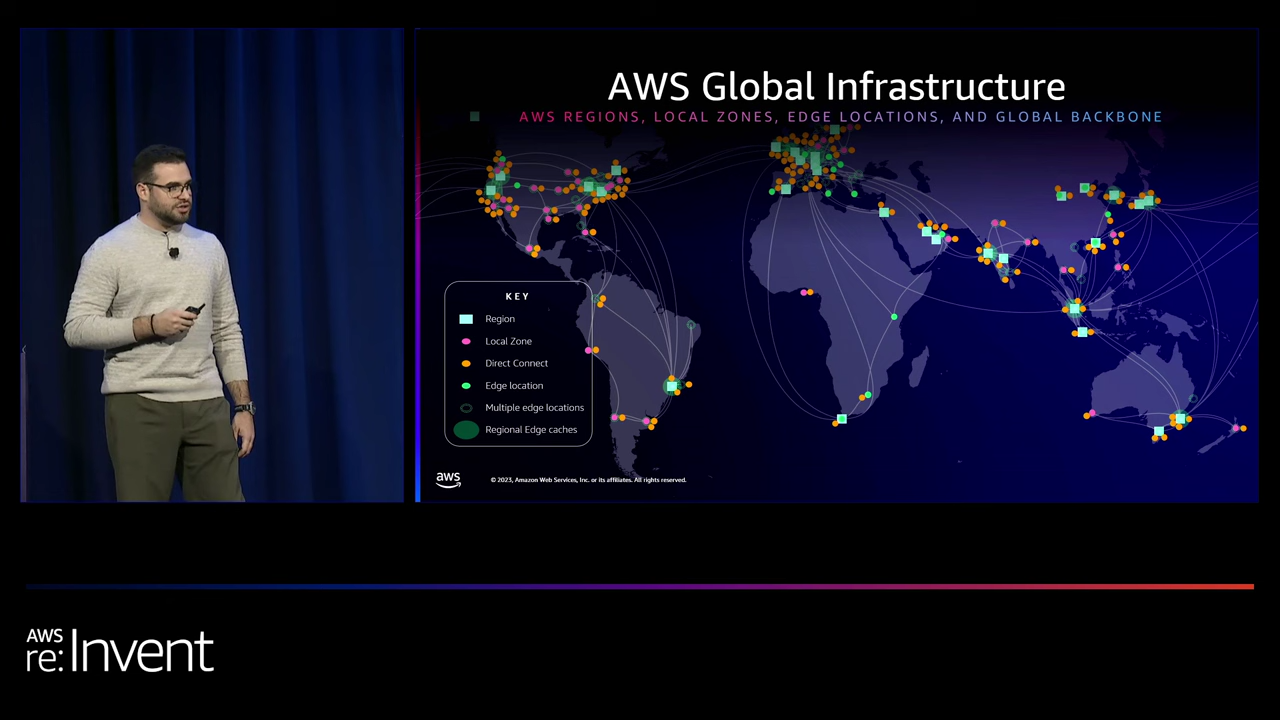 AWS Global Infrastructure
AWS REGIONS, LOCAL ZONES, EDGE LOCATIONS, AND GLOBAL BACKBONE
KEY
Region
Local Zone
Direct Connect
Edge location
Multiple edge locations
Regional Edge caches
aws
© 2023, Amazon Web Services, Inc. or its affiliates. All rights reserved.
AWS
re:Invent